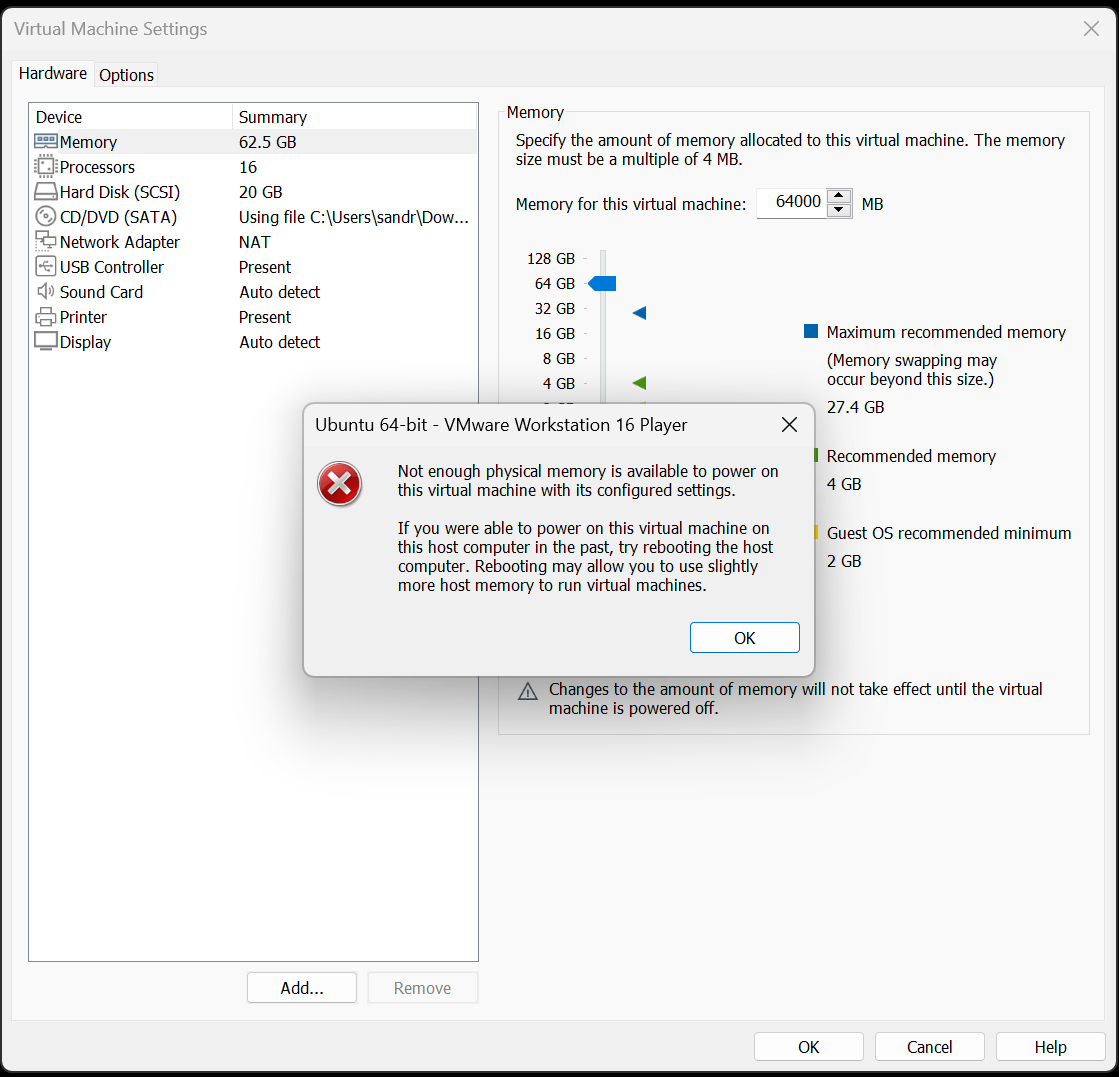 Virtual Machine Settings
Hardware Options
Device Summary
Memory 62.5 GB
Processors 16
Hard Disk (SCSI) 20 GB
CD/DVD (SATA) Using file C:\Users\sandr\Dow...
Network Adapter NAT
USB Controller Present
Sound Card Auto detect
Printer Present
Display Auto detect
Add... Remove
Memory
Specify the amount of memory allocated to this virtual machine. The memory
size must be a multiple of 4 MB.
Memory for this virtual machine: 64000 MB
128 GB
64 GB
32 GB
16 GB
8 GB
4 GB
Maximum recommended memory
(Memory swapping may
occur beyond this size.)
27.4 GB
Recommended memory
4 GB
Guest OS recommended minimum
2 GB
Ubuntu 64-bit - VMware Workstation 16 Player
Not enough physical memory is available to power on
this virtual machine with its configured settings.
If you were able to power on this virtual machine on
this host computer in the past, try rebooting the host
computer. Rebooting may allow you to use slightly
more host memory to run virtual machines.
OK
Changes to the amount of memory will not take effect until the virtual
machine is powered off.
OK Cancel Help